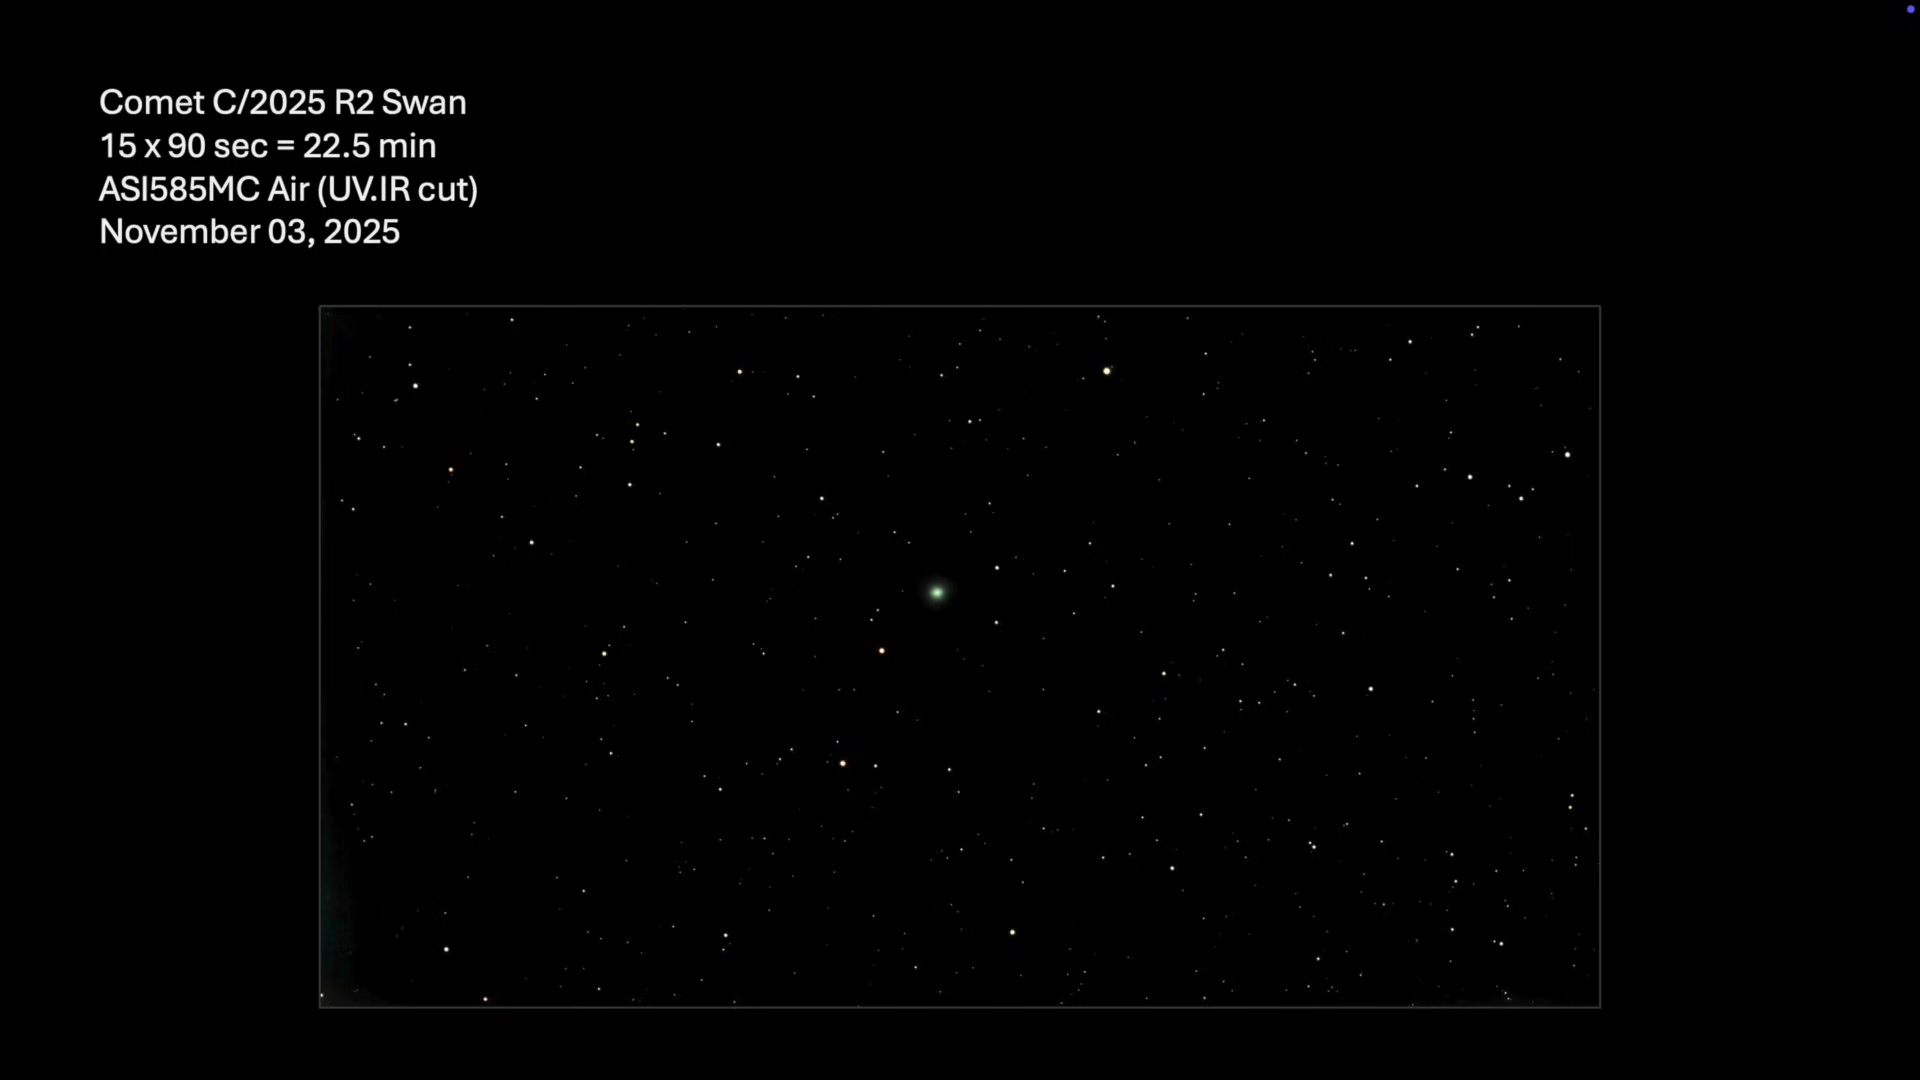 Comet C/2025 R2 Swan
15 x 90 sec = 22.5 min
ASI585MC Air (UV.IR cut)
November 03, 2025